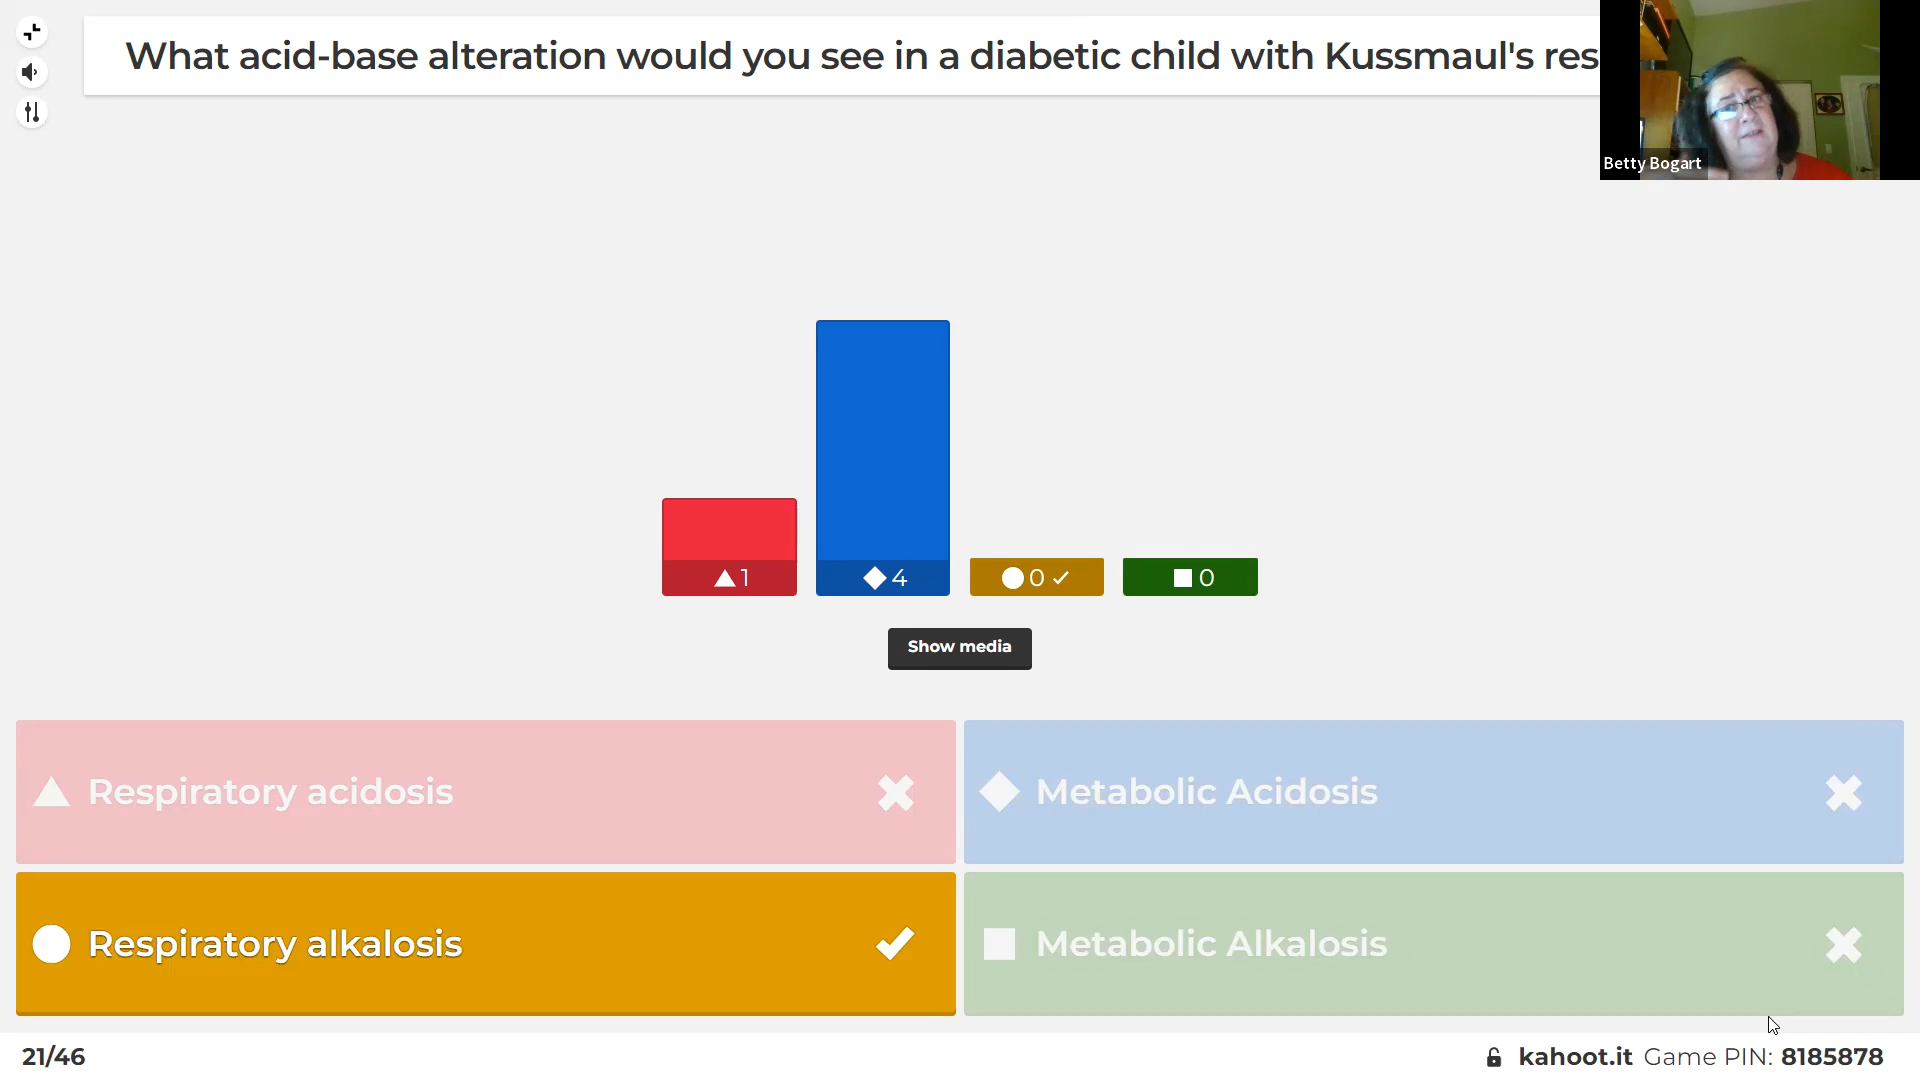 What acid-base alteration would you see in a diabetic child with Kussmaul's res
Betty Bogart
1
4
0
0
Show media
Respiratory acidosis
Metabolic Acidosis
Respiratory alkalosis
Metabolic Alkalosis
21/46
kahoot.it Game PIN: 8185878